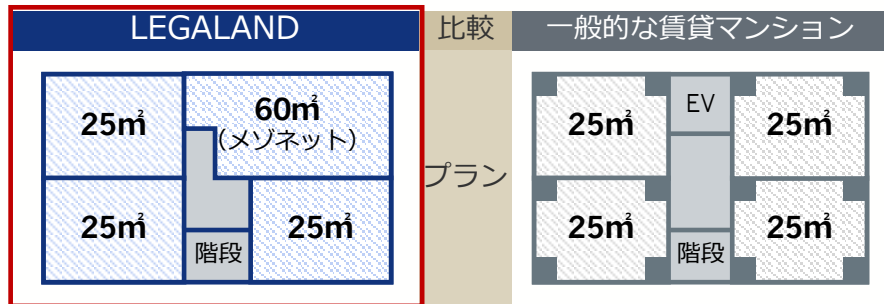 LEGALAND
比較
一般的な賃貸マンション
25㎡
60㎡
（メゾネット）
25㎡
25㎡
階段
プラン
25㎡
EV
25㎡
25㎡
階段
25㎡